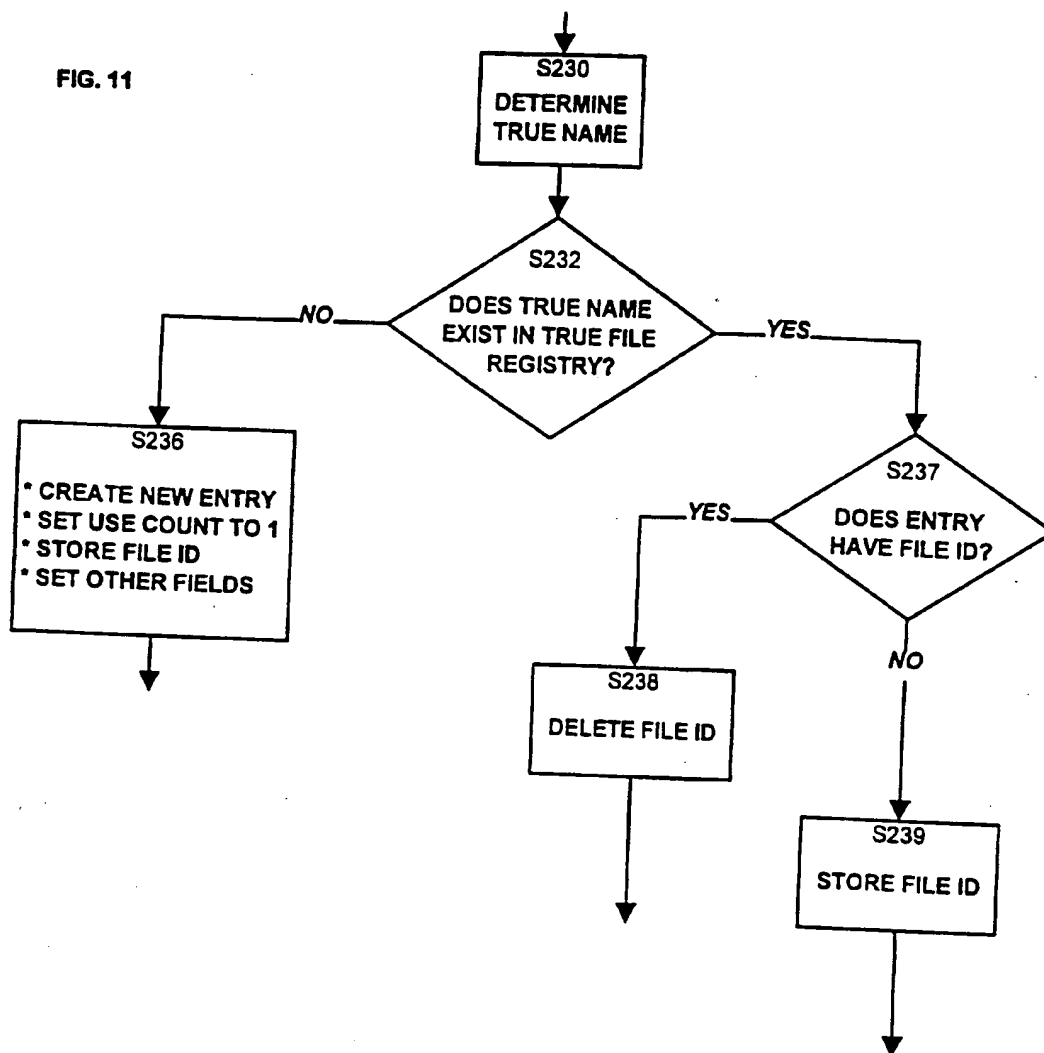 FIG. 11
S230
DETERMINE
TRUE NAME
S232
DOES TRUE NAME
EXIST IN TRUE FILE
REGISTRY?
NO
YES
S236
* CREATE NEW ENTRY
* SET USE COUNT TO 1
* STORE FILE ID
* SET OTHER FIELDS
S237
DOES ENTRY
HAVE FILE ID?
YES
NO
S238
DELETE FILE ID
S239
STORE FILE ID